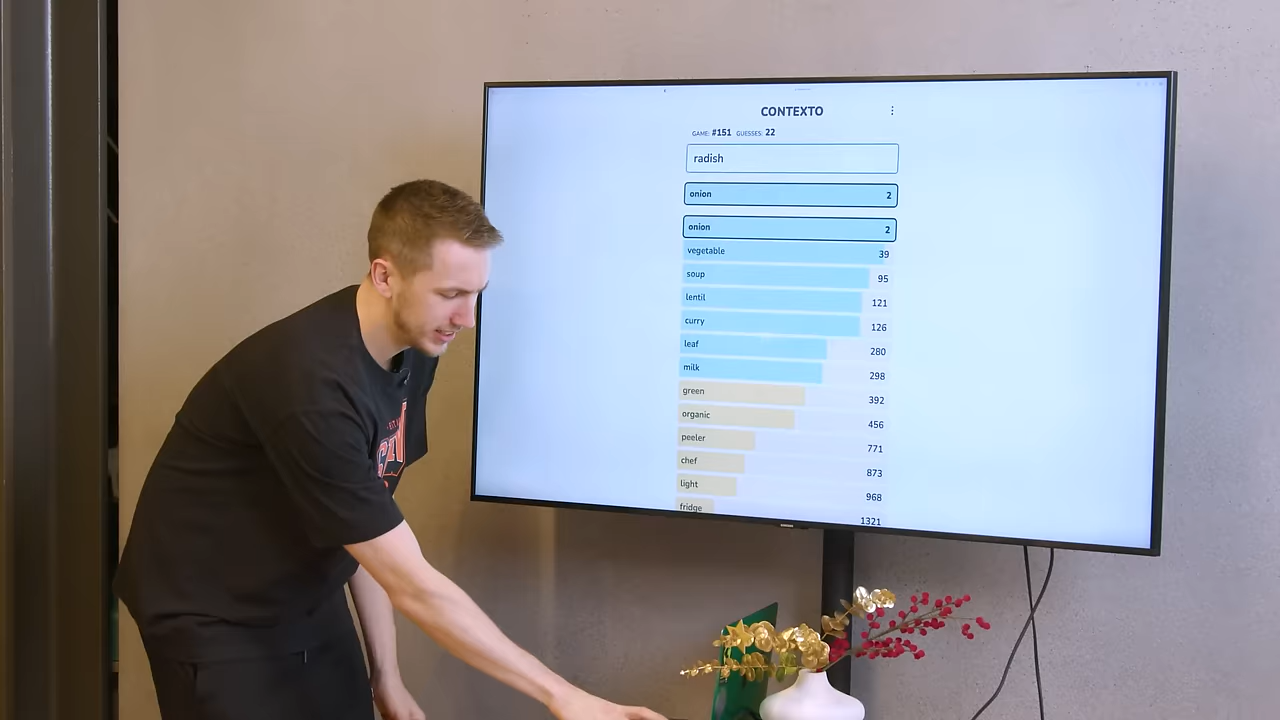 CONTEXTO
GAME: #151 GUESSES: 22
radish
onion 2
onion 2
vegetable 39
soup 95
lentil 121
curry 126
leaf 280
milk 298
green 392
organic 456
peeler 771
chef 873
light 968
fridge 1321